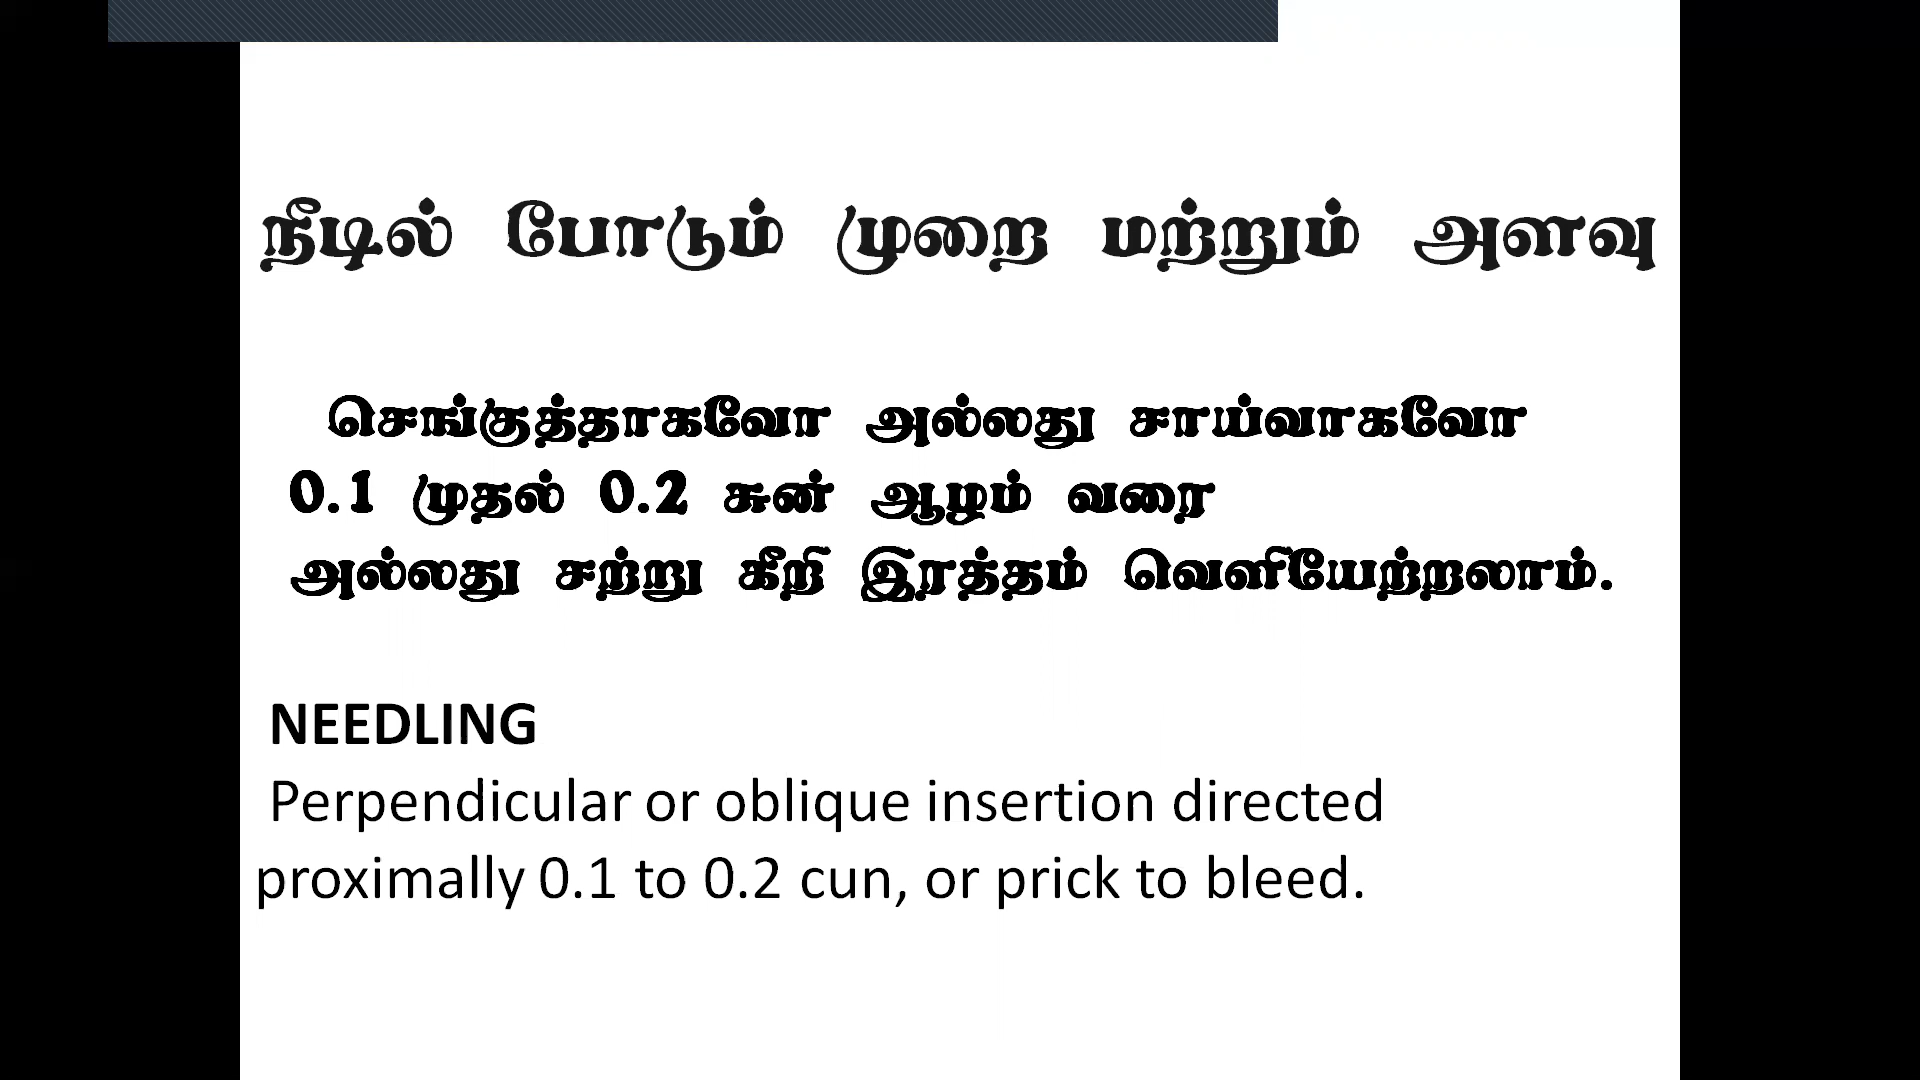 நீடில் போடும் முறை மற்றும் அளவு
செங்குத்தாகவோ அல்லது சாய்வாகவோ
0.1 முதல் 0.2 சுன் ஆழம் வரை
அல்லது சற்று கீறி இரத்தம் வெளியேற்றலாம்.
NEEDLING
Perpendicular or oblique insertion directed
proximally 0.1 to 0.2 cun, or prick to bleed.